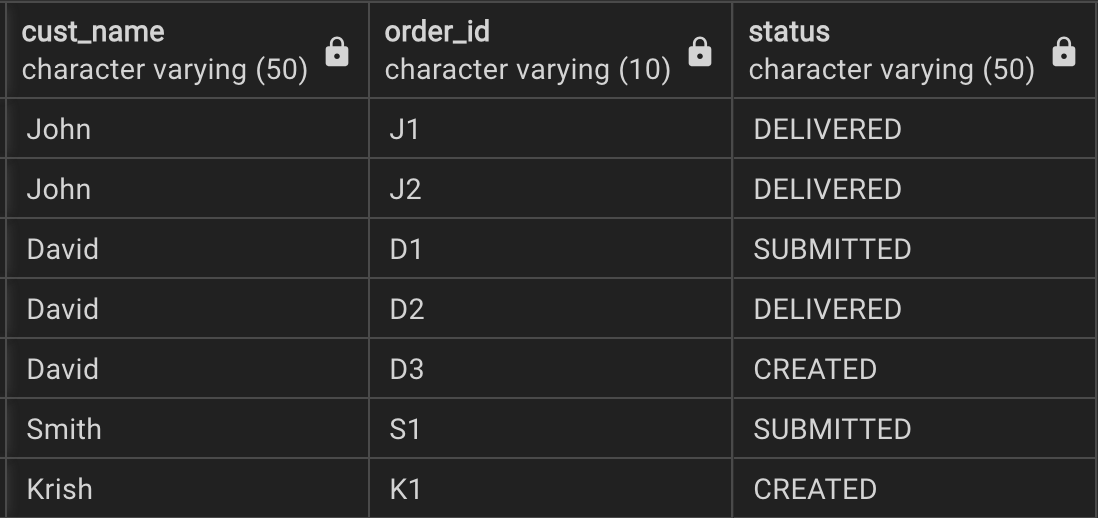 cust_name order_id status
character varying (50) character varying (10) character varying (50)
John J1 DELIVERED
John J2 DELIVERED
David D1 SUBMITTED
David D2 DELIVERED
David D3 CREATED
Smith S1 SUBMITTED
Krish K1 CREATED